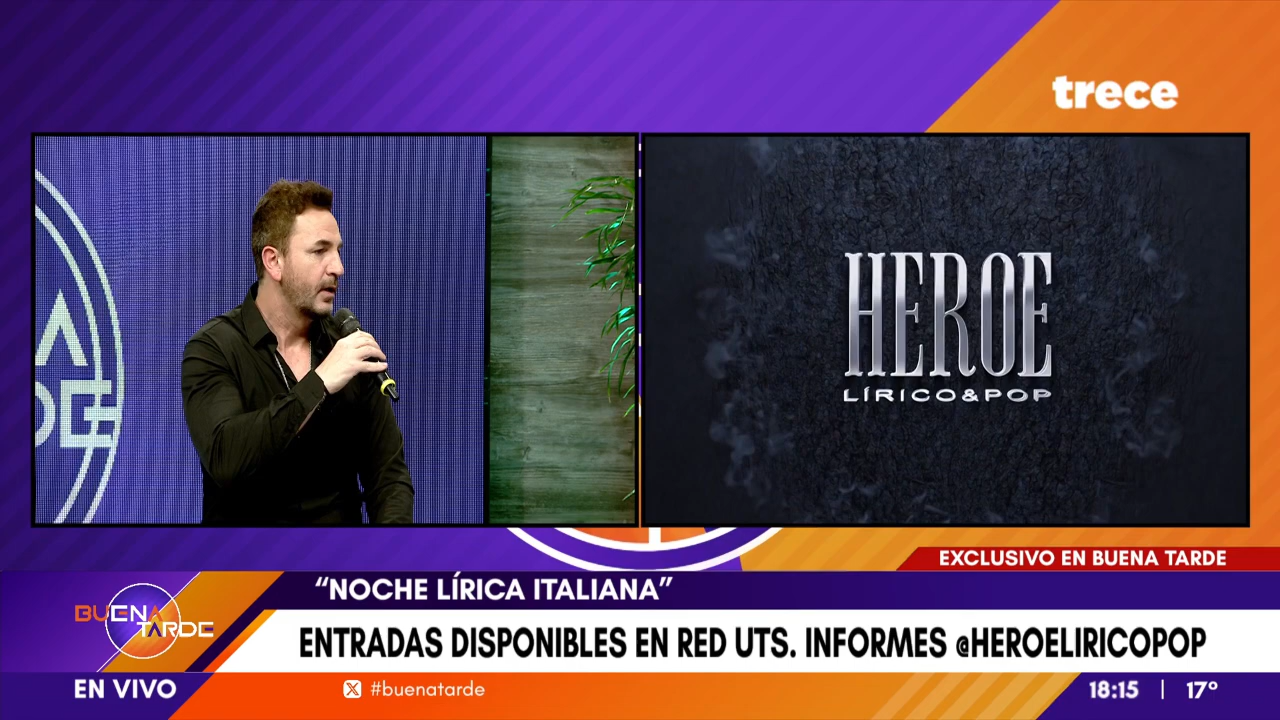 trece
HEROE
LÍRICO&POP
EXCLUSIVO EN BUENA TARDE
“NOCHE LÍRICA ITALIANA”
BUENA
TARDE
ENTRADAS DISPONIBLES EN RED UTS. INFORMES @HEROELIRICOPOP
EN VIVO
#buenatarde
18:15 | 17°